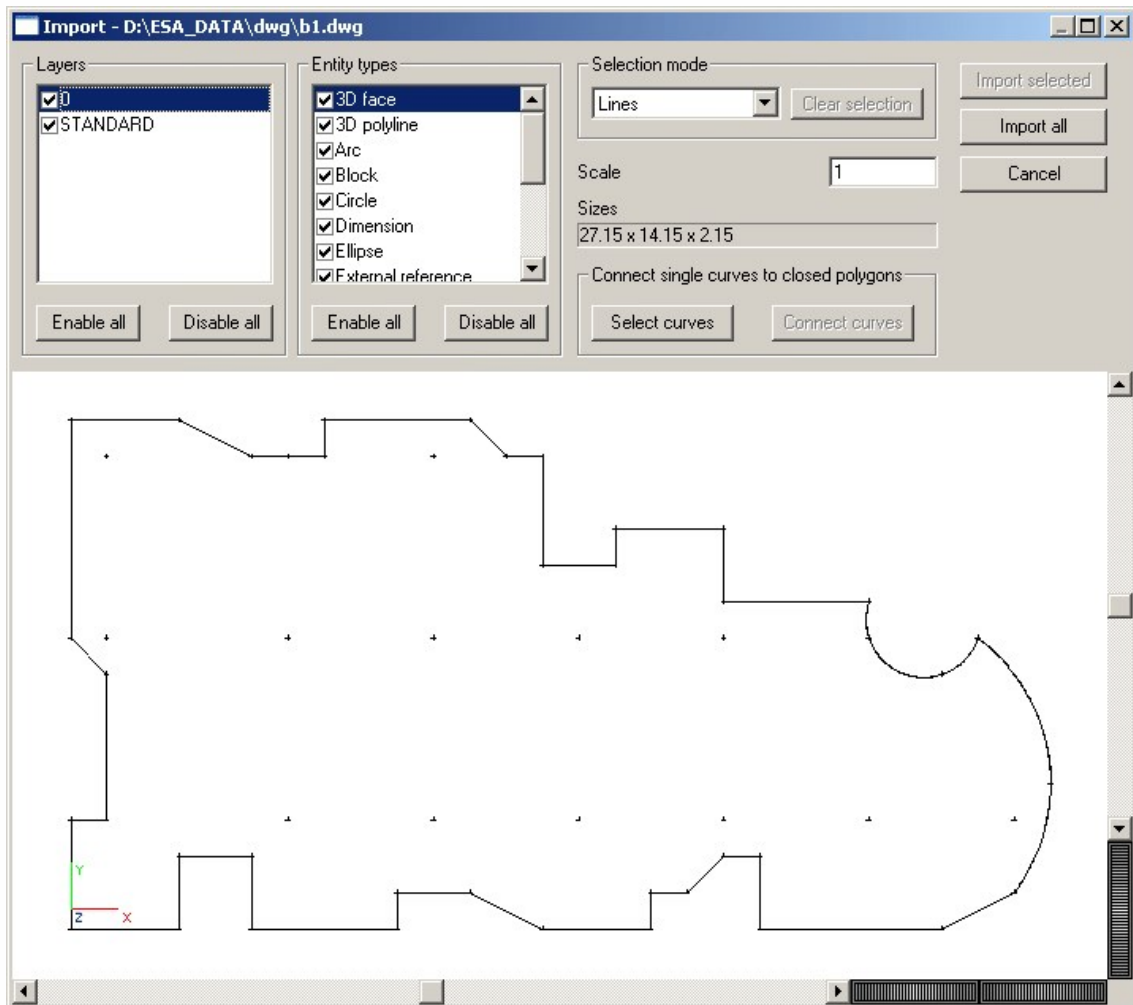 Import - D:\ESA_DATA\dwg\b1.dwg
Layers
0
STANDARD
Enable all
Disable all
Entity types
3D face
3D polyline
Arc
Block
Circle
Dimension
Ellipse
External reference
Enable all
Disable all
Selection mode
Lines
Clear selection
Scale
1
Sizes
27.15 x 14.15 x 2.15
Connect single curves to closed polygons
Select curves
Connect curves
Import selected
Import all
Cancel
Y
Z
X